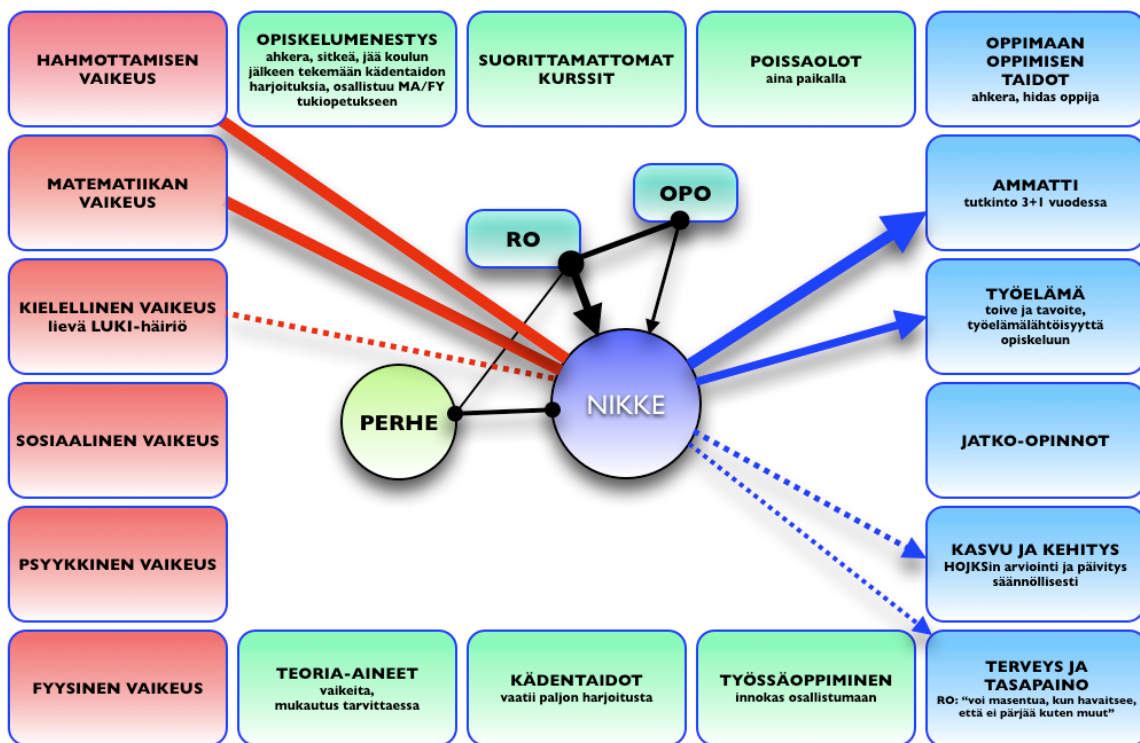 HAHMOTTAMISEN
VAIKEUS
OPISKELUMENESTYS
ahkera, sitkeä, jää koulun
jälkeen tekemään kädentaidon
harjoituksia, osallistuu MA/FY
tukiopetukseen
SUORITTAMATTOMAT
KURSSIT
POISSAOLOT
aina paikalla
OPPIMAAN
OPPIMISEN
TAIDOT
ahkera, hidas oppija
MATEMATIIKAN
VAIKEUS
OPO
RO
AMMATTI
tutkinto 3+1 vuodessa
KIELELLINEN VAIKEUS
lievä LUKI-häiriö
TYÖELÄMÄ
toive ja tavoite,
työelämälähtöisyyttä
opiskeluun
SOSIAALINEN VAIKEUS
PERHE
NIKKE
JATKO-OPINNOT
PSYYKKINEN VAIKEUS
KASVU JA KEHITYS
HOJKSin arviointi ja päivitys
säännöllisesti
FYYSINEN VAIKEUS
TEORIA-AINEET
vaikeita,
mukautus tarvittaessa
KÄDENTAIDOT
vaatii paljon harjoitusta
TYÖSSÄOPPIMINEN
innokas osallistumaan
TERVEYS JA
TASAPAINO
RO: “voi masentua, kun havaitsee,
että ei pärjää kuten muut”